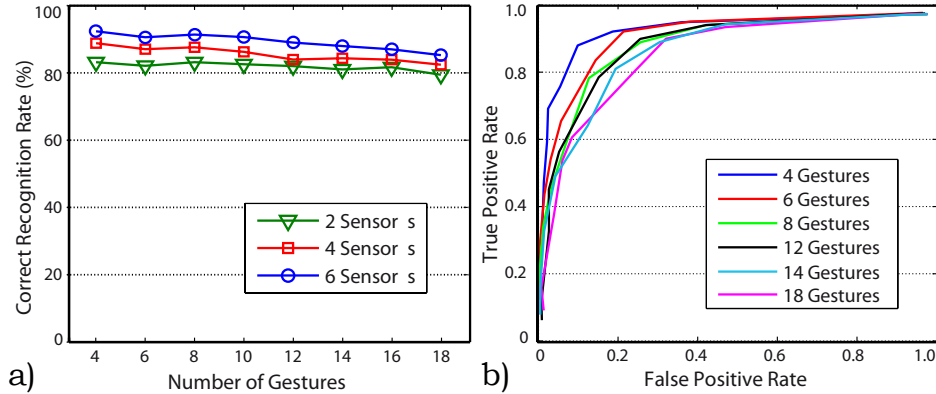 Correct Recognition Rate (%)
100
80
60
40
20
0
2 Sensor s
4 Sensor s
6 Sensor s
4 6 8 10 12 14 16 18
Number of Gestures
a)
True Positive Rate
1.0
0.8
0.6
0.4
0.2
0
4 Gestures
6 Gestures
8 Gestures
12 Gestures
14 Gestures
18 Gestures
0 0.2 0.4 0.6 0.8 1.0
False Positive Rate
b)